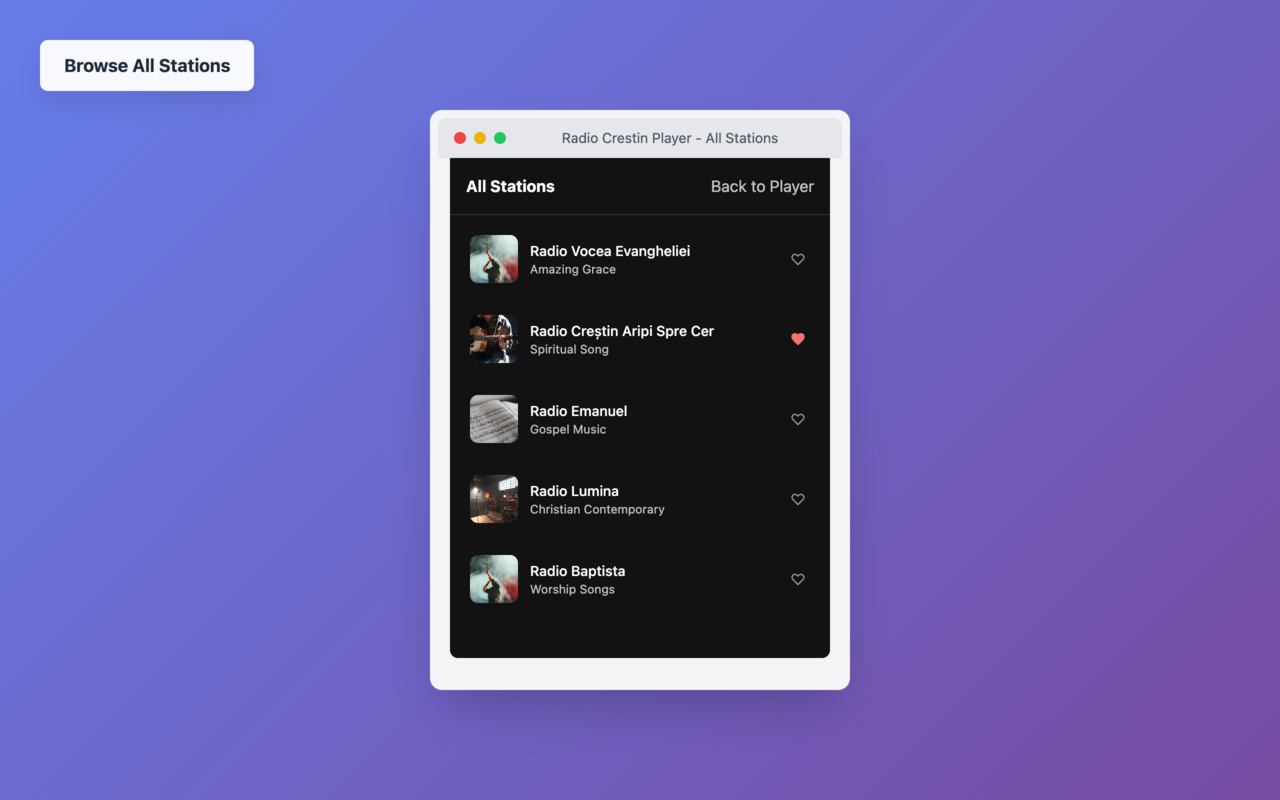 Browse All Stations
Radio Crestin Player - All Stations
All Stations
Back to Player
Radio Vocea Evangheliei
Amazing Grace
Radio Creștin Aripi Spre Cer
Spiritual Song
Radio Emanuel
Gospel Music
Radio Lumina
Christian Contemporary
Radio Baptista
Worship Songs